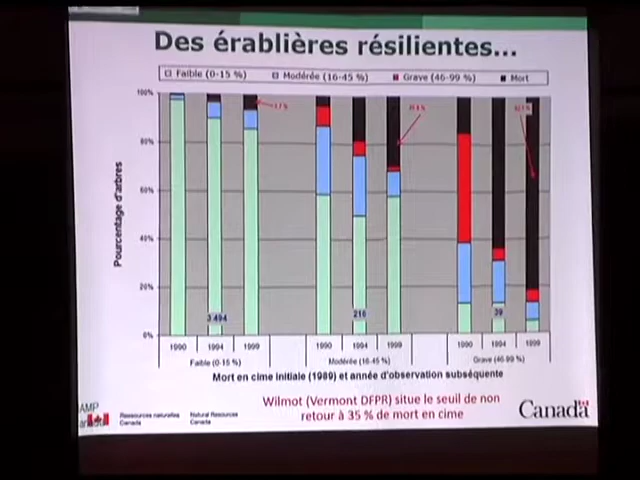 Des érablières résilientes...
Faible (0-15 %) Modérée (16-45 %) Grave (46-99 %) Mort
100%
80%
60%
40%
20%
0%
Pourcentage d'arbres
3 494
216
39
1990 1994 1999 1990 1994 1999 1990 1994 1999
Faible (0-15 %) Modérée (16-45 %) Grave (46-99 %)
Mort en cime initiale (1989) et année d'observation subséquente
Wilmot (Vermont DFPR) situe le seuil de non
retour à 35 % de mort en cime
Ressources naturelles Canada
Natural Resources Canada
Canada